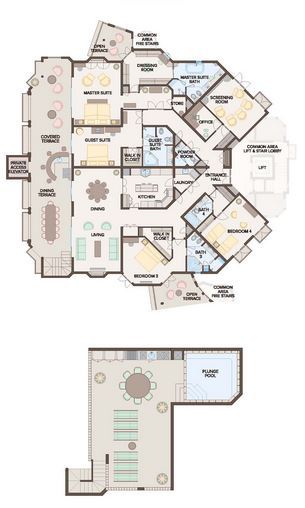 COMMON
AREA
FIRE STAIRS
OPEN
TERRACE
DRESSING
ROOM
MASTER SUITE
BATH
MASTER SUITE
SCREENING
ROOM
STORE
OFFICE
COVERED
TERRACE
GUEST SUITE
GUEST
SUITE
BATH
WALK IN
CLOSET
POWDER
ROOM
COMMON AREA
LIFT & STAIR LOBBY
PRIVATE
ACCESS
ELEVATOR
ENTRANCE
HALL
LIFT
LAUNDRY
DINING
TERRACE
KITCHEN
DINING
BATH
4
BEDROOM 4
LIVING
WALK IN
CLOSET
BATH
3
BEDROOM 3
OPEN
TERRACE
COMMON
AREA
FIRE STAIRS
PLUNGE
POOL